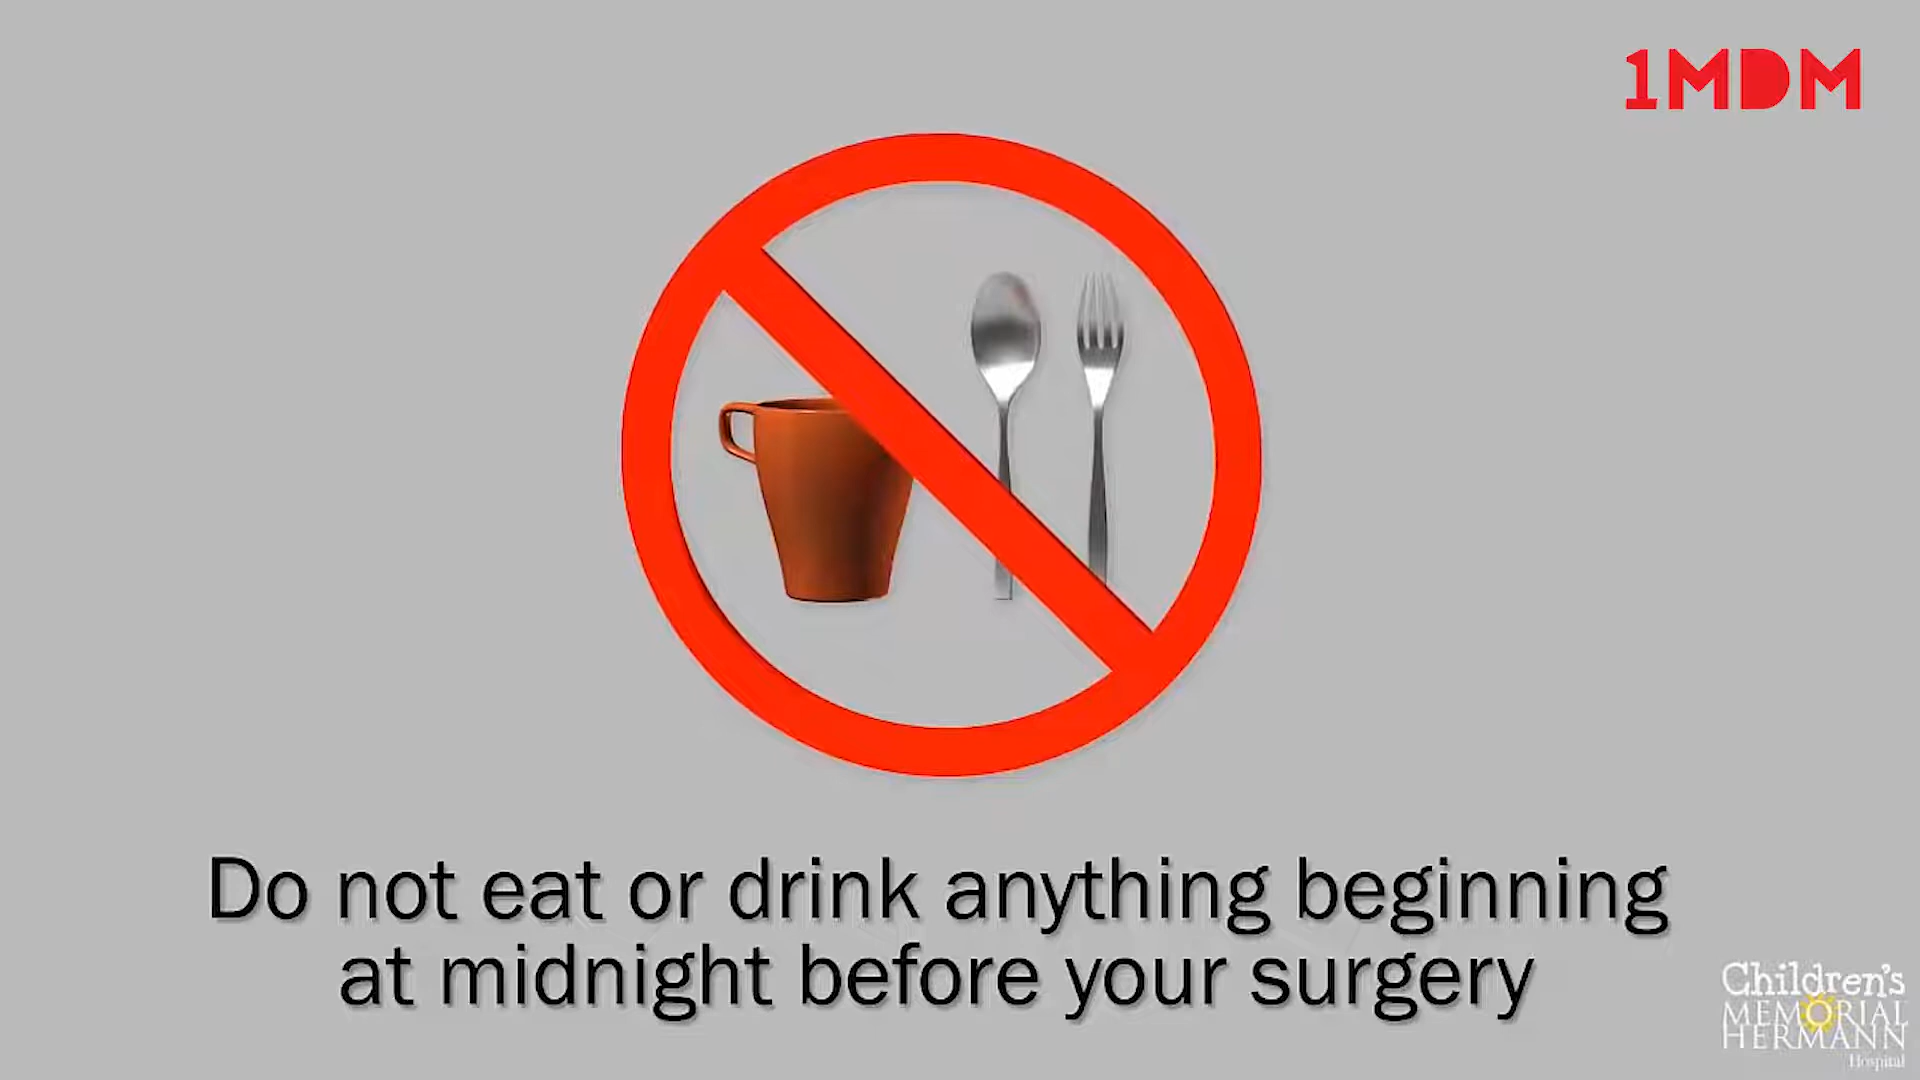 1MDM
Do not eat or drink anything beginning
at midnight before your surgery
Children's
MEMORIAL
HERMANN
Hospital